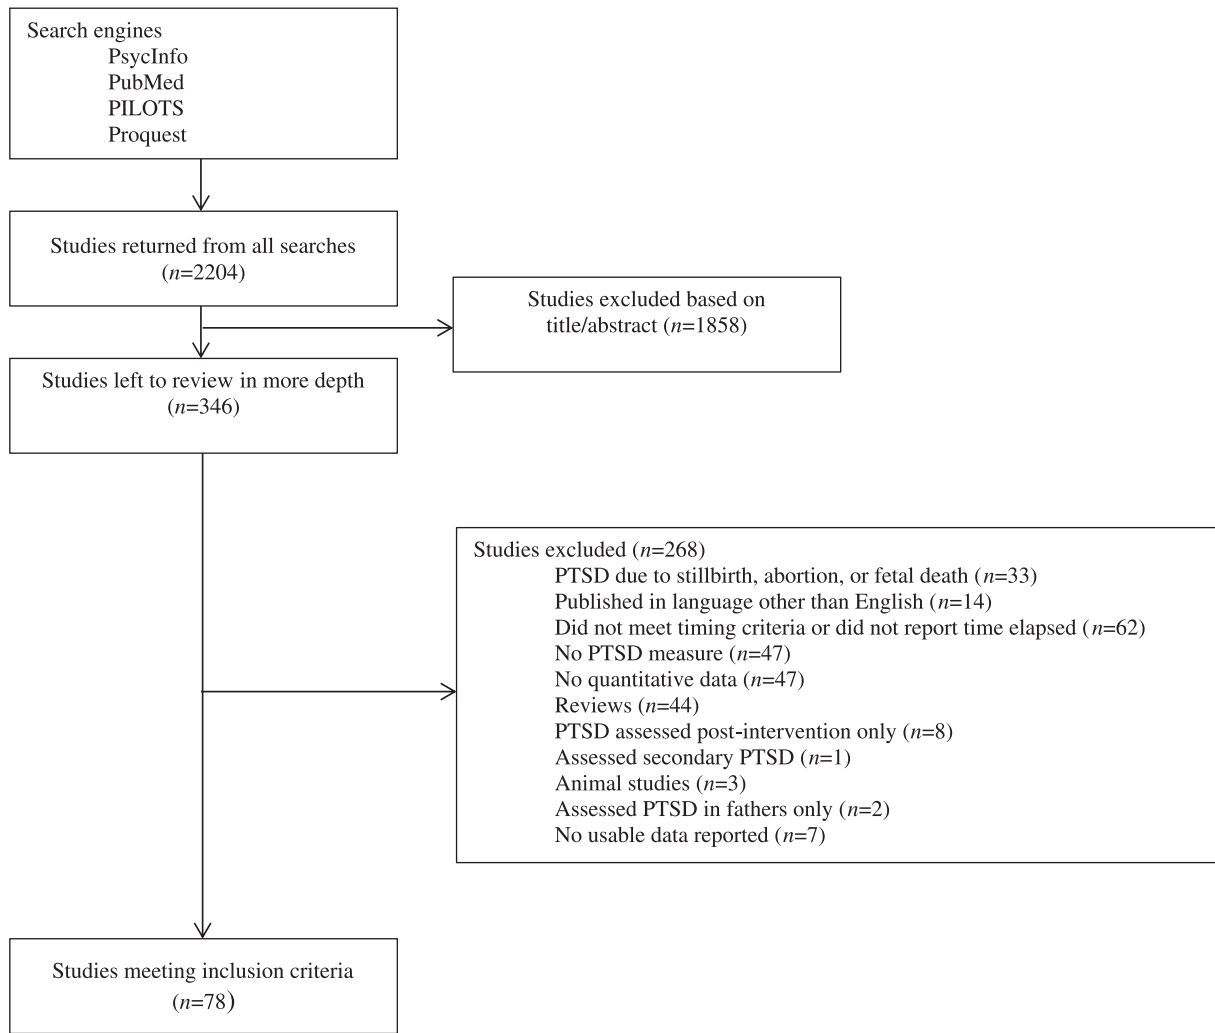 Search engines
PsycInfo
PubMed
PILOTS
Proquest
Studies returned from all searches
(n=2204)
Studies excluded based on
title/abstract (n=1858)
Studies left to review in more depth
(n=346)
Studies excluded (n=268)
PTSD due to stillbirth, abortion, or fetal death (n=33)
Published in language other than English (n=14)
Did not meet timing criteria or did not report time elapsed (n=62)
No PTSD measure (n=47)
No quantitative data (n=47)
Reviews (n=44)
PTSD assessed post-intervention only (n=8)
Assessed secondary PTSD (n=1)
Animal studies (n=3)
Assessed PTSD in fathers only (n=2)
No usable data reported (n=7)
Studies meeting inclusion criteria
(n=78)